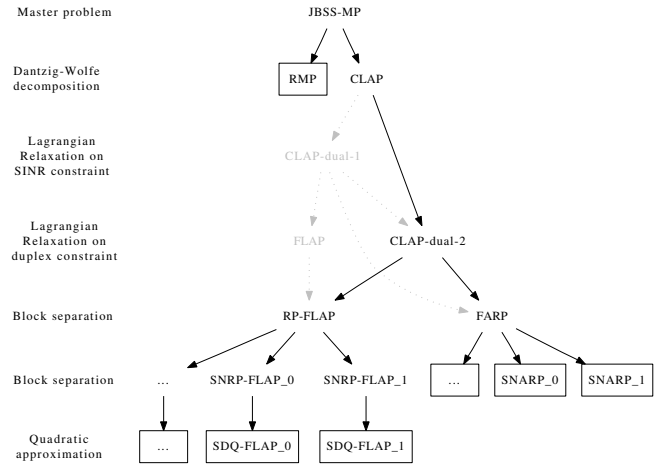 Master problem
JBSS-MP
Dantzig-Wolfe
decomposition
RMP
CLAP
Lagrangian
Relaxation on
SINR constraint
CLAP-dual-1
Lagrangian
Relaxation on
duplex constraint
FLAP
CLAP-dual-2
Block separation
RP-FLAP
FARP
Block separation
...
SNRP-FLAP_0
SNRP-FLAP_1
...
SNARP_0
SNARP_1
Quadratic
approximation
...
SDQ-FLAP_0
SDQ-FLAP_1